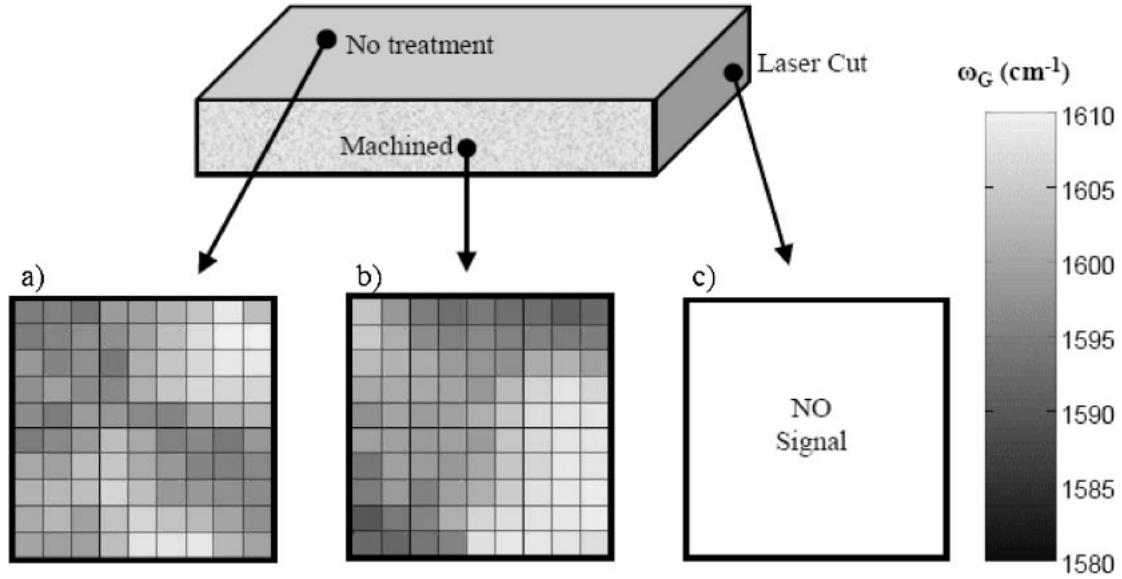 No treatment
Laser Cut
Machined
ω_G (cm⁻¹)
1610
1605
1600
1595
1590
1585
1580
a)
b)
c)
NO
Signal